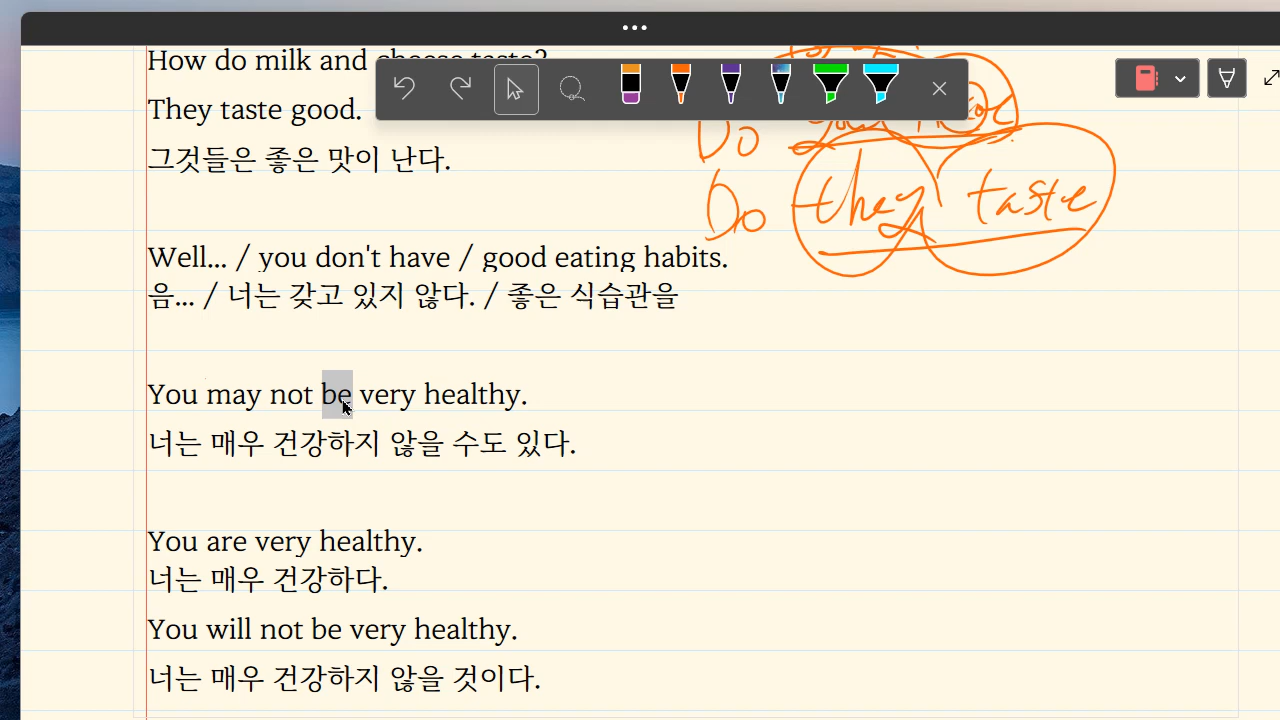 How do milk and cheese taste?
They taste good.
그것들은 좋은 맛이 난다.
Do
Do they taste
Well... / you don't have / good eating habits.
음... / 너는 갖고 있지 않다. / 좋은 식습관을
You may not be very healthy.
너는 매우 건강하지 않을 수도 있다.
You are very healthy.
너는 매우 건강하다.
You will not be very healthy.
너는 매우 건강하지 않을 것이다.